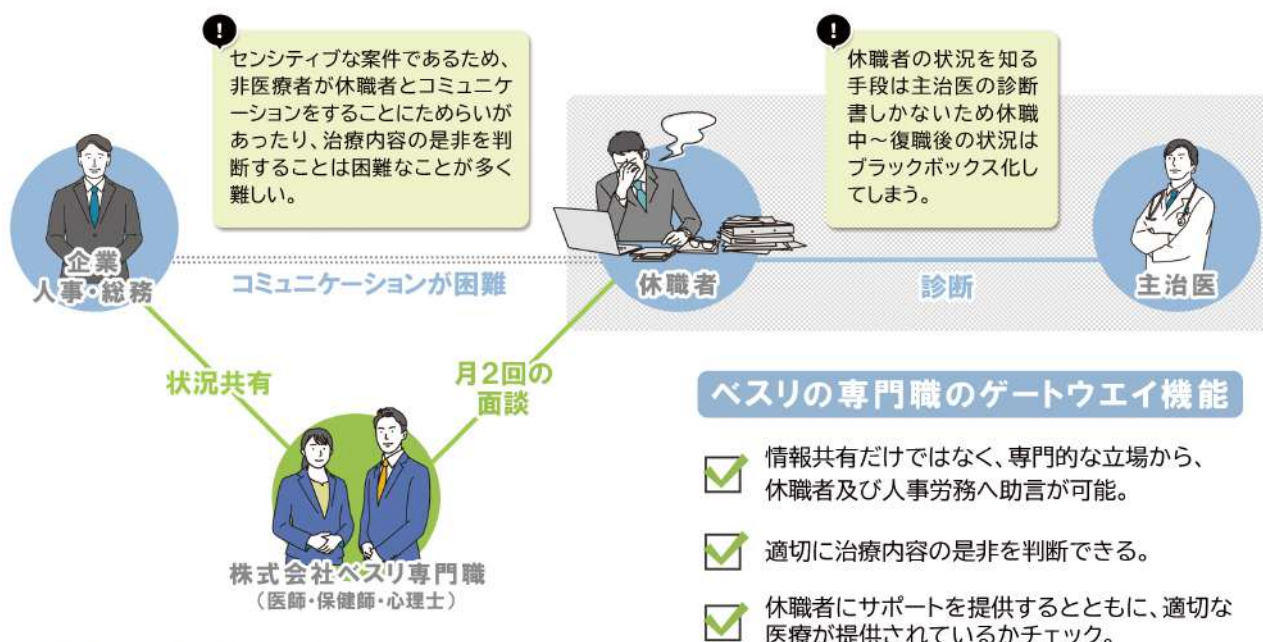 !
センシティブな案件であるため、
非医療者が休職者とコミュニケ
ーションをすることにためらいが
あったり、治療内容の是非を判
断することは困難なことが多く
難しい。
!
休職者の状況を知る
手段は主治医の診断
書しかないため休職
中～復職後の状況は
ブラックボックス化し
てしまう。
企業
人事・総務
コミュニケーションが困難
休職者
診断
主治医
状況共有
月2回の
面談
株式会社ベスリ専門職
（医師・保健師・心理士）
ベスリの専門職のゲートウエイ機能
情報共有だけではなく、専門的な立場から、
休職者及び人事労務へ助言が可能。
適切に治療内容の是非を判断できる。
休職者にサポートを提供するとともに、適切な
医療が提供されているかチェック。